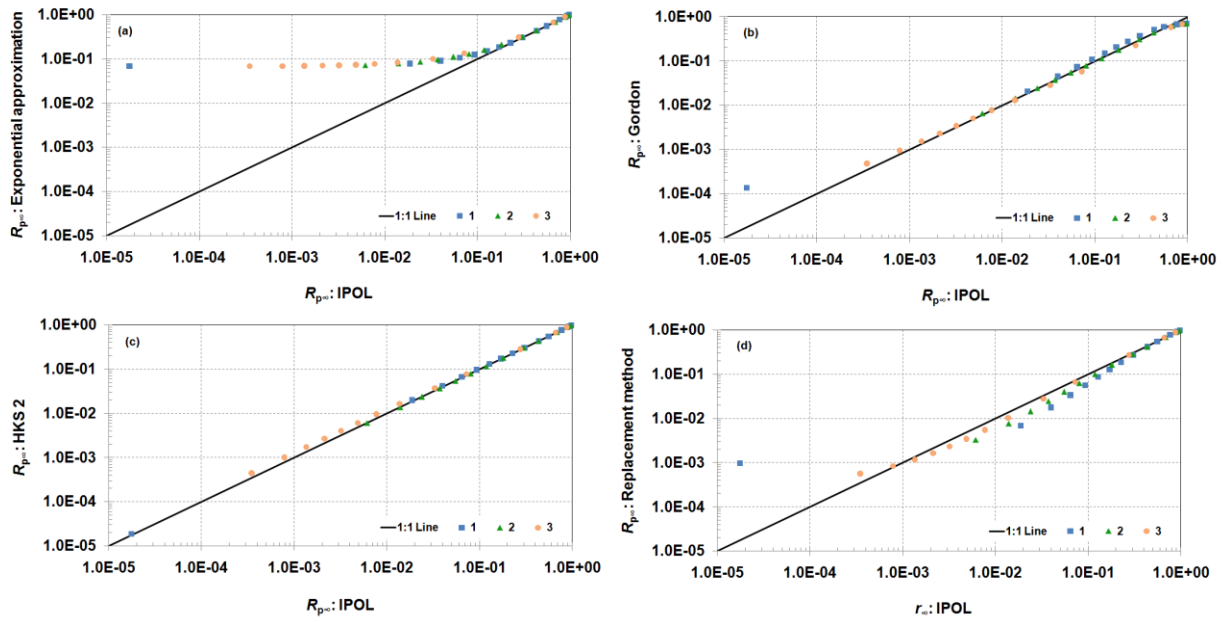 (a)
R_p∞: Exponential approximation
1.0E+00
1.0E-01
1.0E-02
1.0E-03
1.0E-04
1.0E-05
1:1 Line 1 2 3
1.0E-05 1.0E-04 1.0E-03 1.0E-02 1.0E-01 1.0E+00
R_p∞: IPOL
(b)
R_p∞: Gordon
1.0E+00
1.0E-01
1.0E-02
1.0E-03
1.0E-04
1.0E-05
1:1 Line 1 2 3
1.0E-05 1.0E-04 1.0E-03 1.0E-02 1.0E-01 1.0E+00
R_p∞: IPOL
(c)
R_p∞: HKS 2
1.0E+00
1.0E-01
1.0E-02
1.0E-03
1.0E-04
1.0E-05
1:1 Line 1 2 3
1.0E-05 1.0E-04 1.0E-03 1.0E-02 1.0E-01 1.0E+00
R_p∞: IPOL
(d)
R_p∞: Replacement method
1.0E+00
1.0E-01
1.0E-02
1.0E-03
1.0E-04
1.0E-05
1:1 Line 1 2 3
1.0E-05 1.0E-04 1.0E-03 1.0E-02 1.0E-01 1.0E+00
r_∞: IPOL